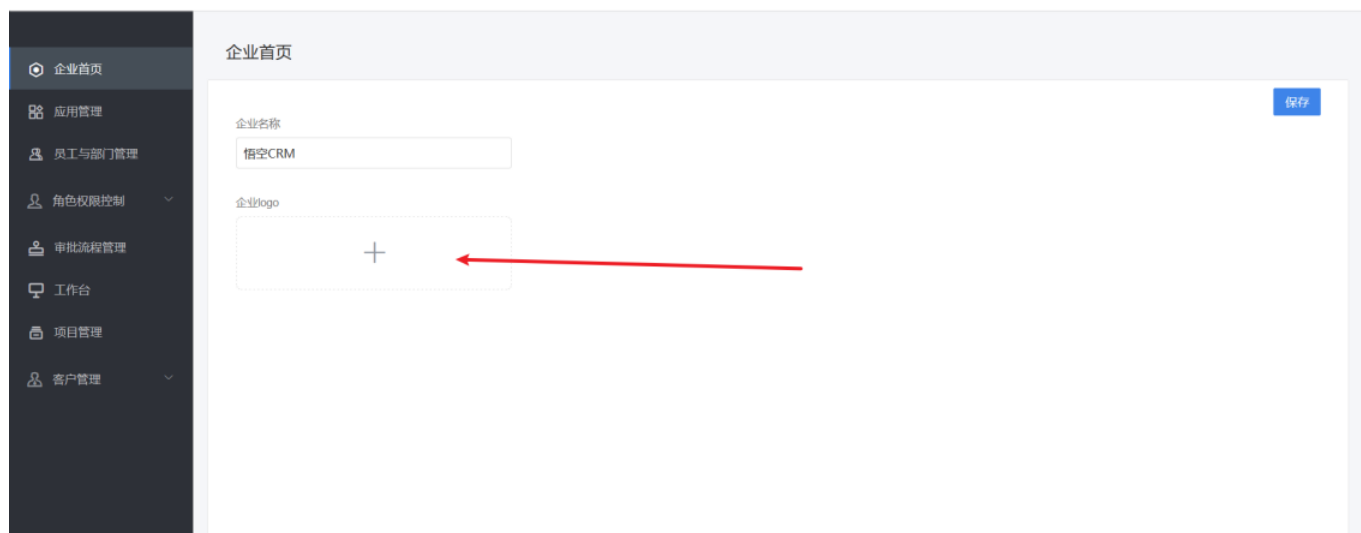 企业首页
应用管理
员工与部门管理
角色权限控制
审批流程管理
工作台
项目管理
客户管理
企业首页
保存
企业名称
悟空CRM
企业logo